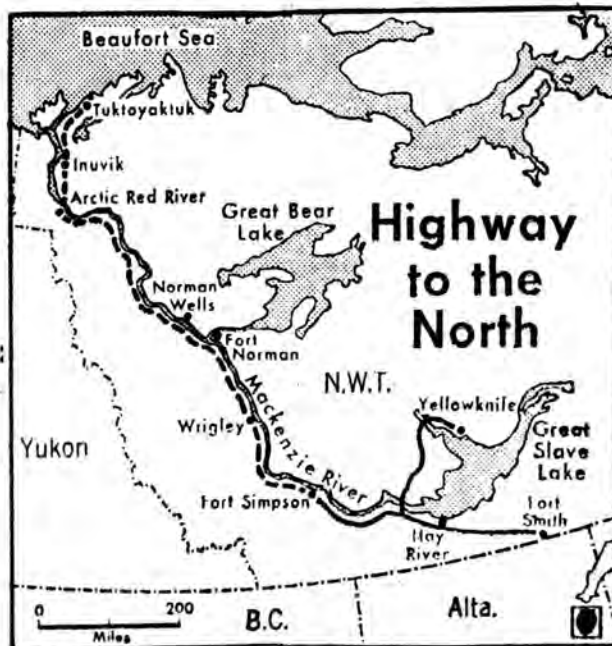 Beaufort Sea
Tuktoyaktuk
Inuvik
Arctic Red River
Great Bear
Lake
Highway
to the
North
Norman
Wells
Fort
Norman
N.W.T.
Mackenzie River
Yellowknife
Great
Slave
Lake
Wrigley
Yukon
Fort Simpson
Fort
Smith
Hay
River
0 200
Miles
B.C.
Alta.